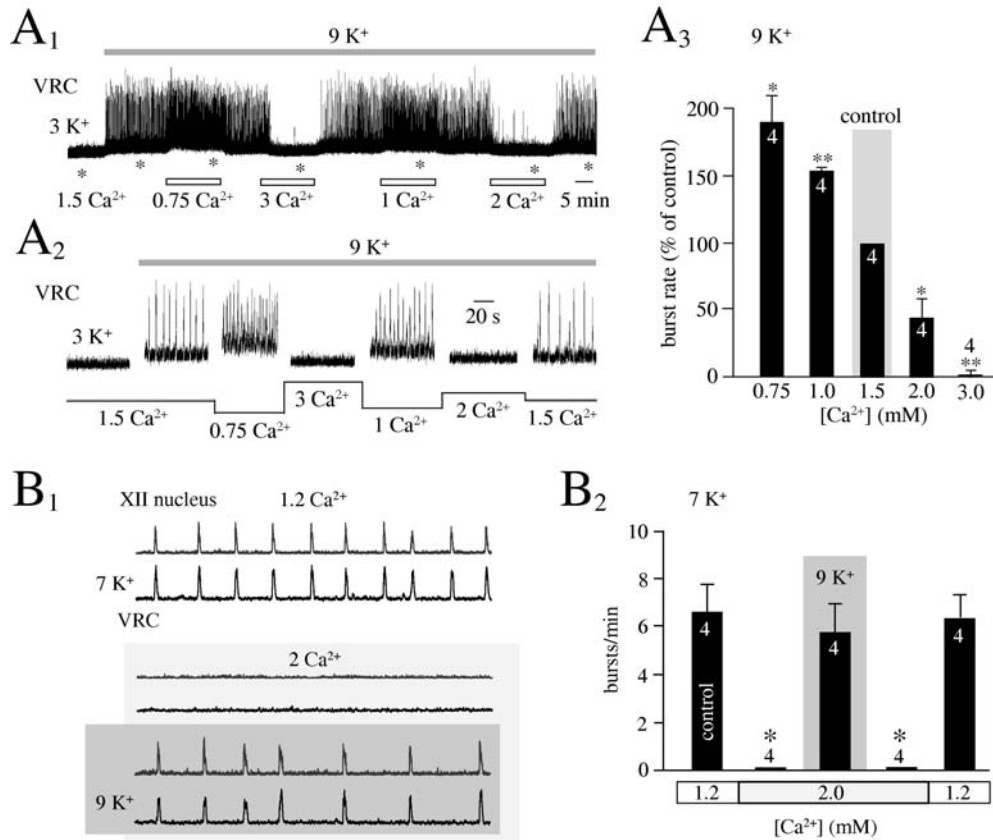 A1
9 K+
VRC
3 K+
* * * * * * *
1.5 Ca2+ 0.75 Ca2+ 3 Ca2+ 1 Ca2+ 2 Ca2+ 5 min
A2
9 K+
VRC
20 s
3 K+
1.5 Ca2+ 0.75 Ca2+ 3 Ca2+ 1 Ca2+ 2 Ca2+ 1.5 Ca2+
A3 9 K+
burst rate (% of control)
200
150
100
50
0
control
* ** * **
4 4 4 4 4
0.75 1.0 1.5 2.0 3.0
[Ca2+] (mM)
B1
XII nucleus 1.2 Ca2+
7 K+
VRC
2 Ca2+
9 K+
B2 7 K+
bursts/min
10
8
6
4
2
0
9 K+
* *
4 4 4 4 4
control
1.2 2.0 1.2
[Ca2+] (mM)